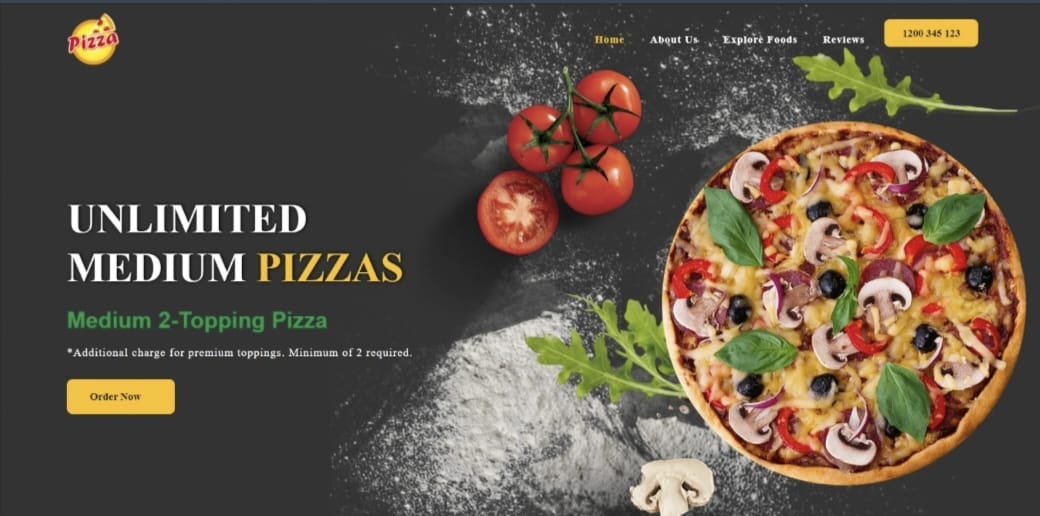 Pizza
Home About Us Explore Foods Reviews 1200 345 123
UNLIMITED
MEDIUM PIZZAS
Medium 2-Topping Pizza
*Additional charge for premium toppings. Minimum of 2 required.
Order Now